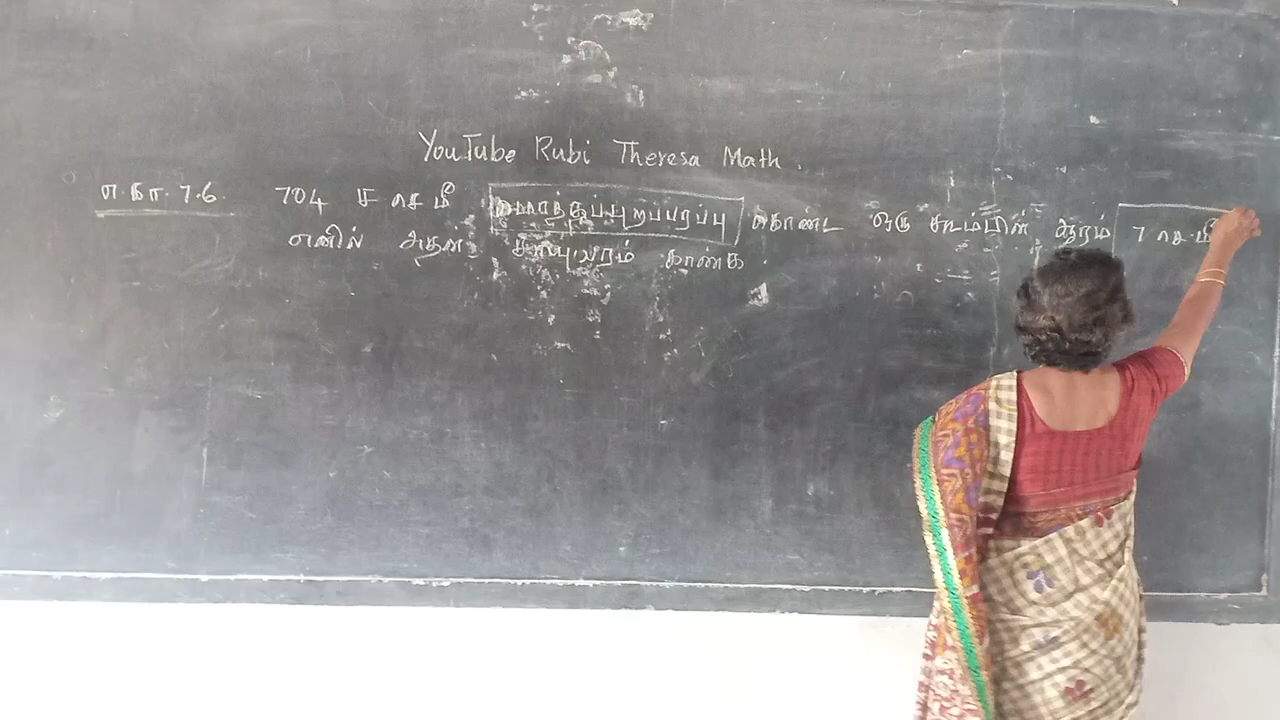 YouTube Rubi Theresa Math.
எ.கா. 7.6. 704 ச செ மீ மொத்தப்புறப்பரப்பு கொண்ட ஒரு கூம்பின் ஆரம் 7 செ.மீ
எனில் அதன் சாயுயரம் காண்க.